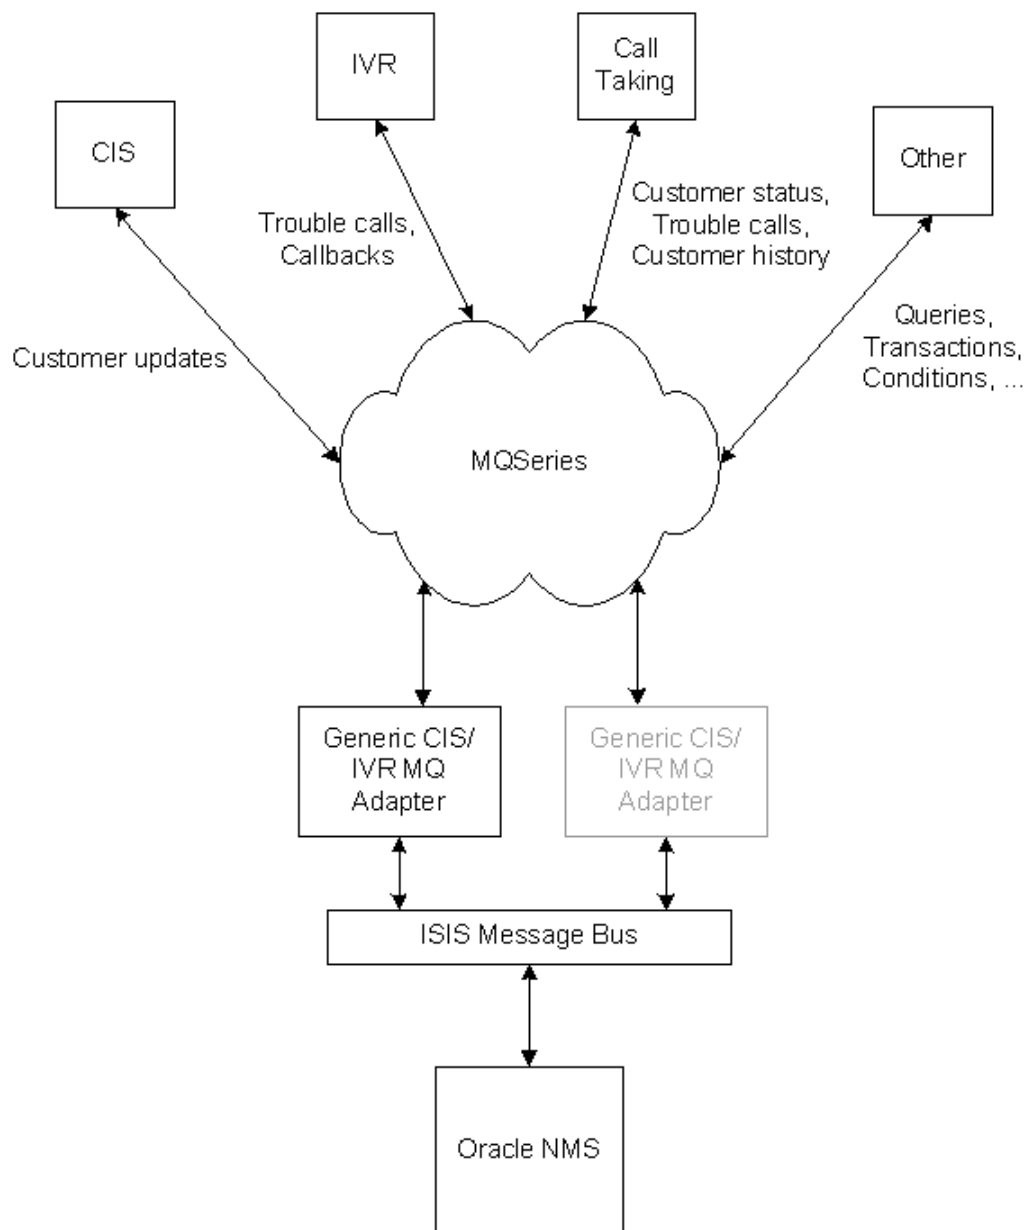 IVR
Call
Taking
CIS
Other
Trouble calls,
Callbacks
Customer status,
Trouble calls,
Customer history
Customer updates
Queries,
Transactions,
Conditions, ...
MQSeries
Generic CIS/
IVR MQ
Adapter
Generic CIS/
IVR MQ
Adapter
ISIS Message Bus
Oracle NMS